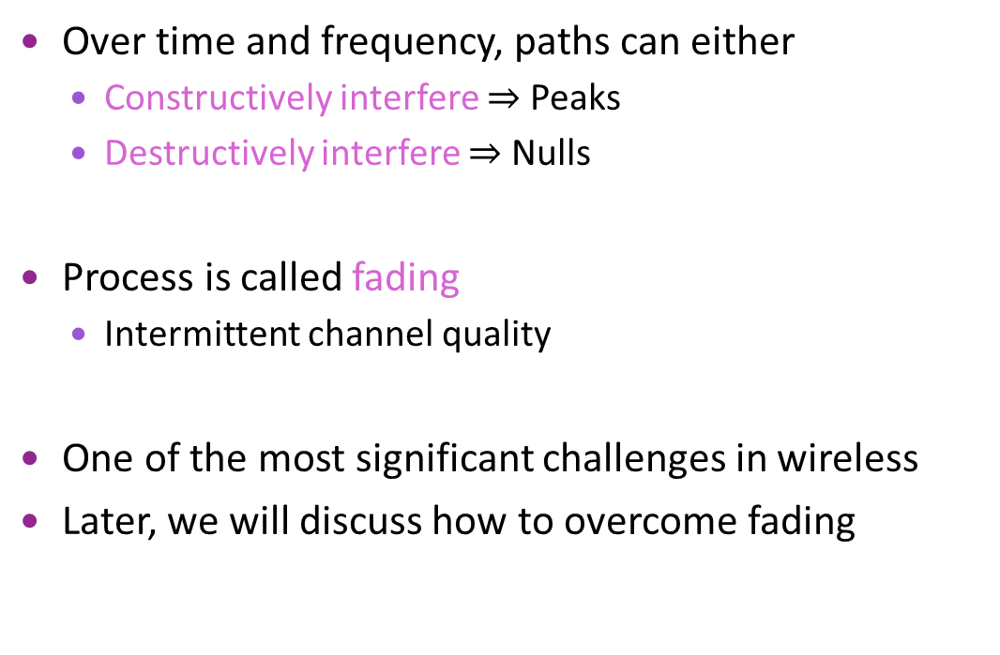 • Over time and frequency, paths can either
• Constructively interfere ⇒ Peaks
• Destructively interfere ⇒ Nulls
• Process is called fading
• Intermittent channel quality
• One of the most significant challenges in wireless
• Later, we will discuss how to overcome fading